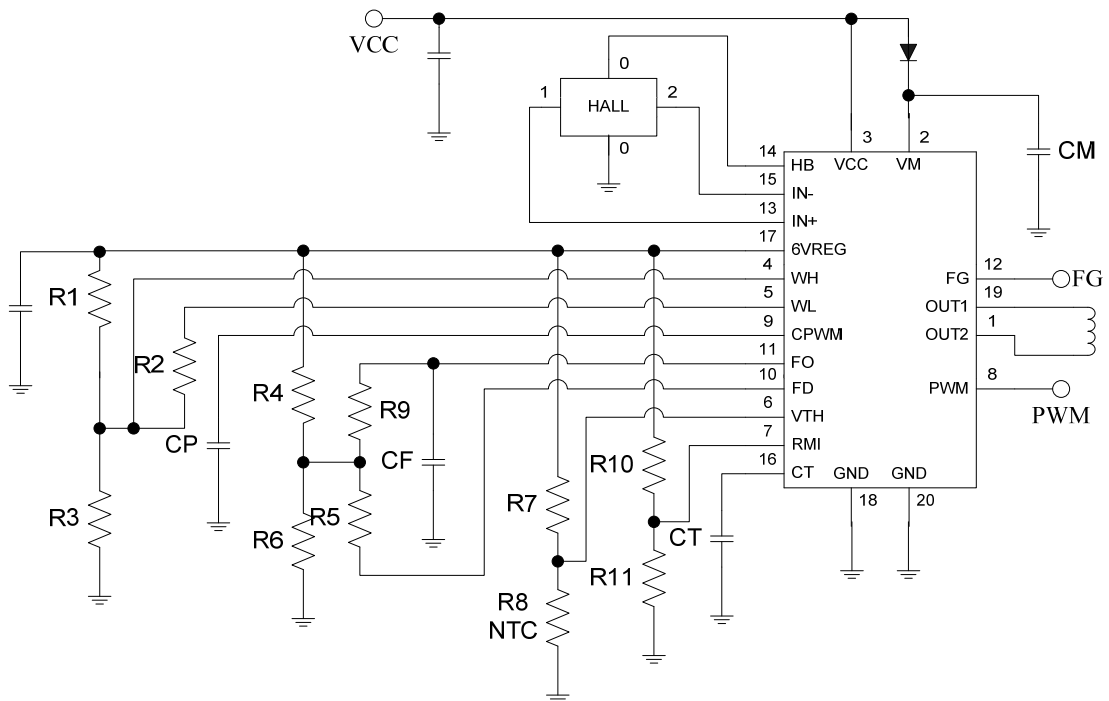 VCC
0
1
HALL
2
0
3
2
14
HB
VCC
VM
CM
15
IN-
13
IN+
17
6VREG
4
WH
FG
12
FG
R1
5
WL
OUT1
19
9
CPWM
OUT2
1
R2
11
FO
10
FD
PWM
8
PWM
R4
R9
6
VTH
7
RMI
16
CT
GND
GND
18
20
CP
CF
R10
R3
R6
R5
R7
CT
R11
R8
NTC